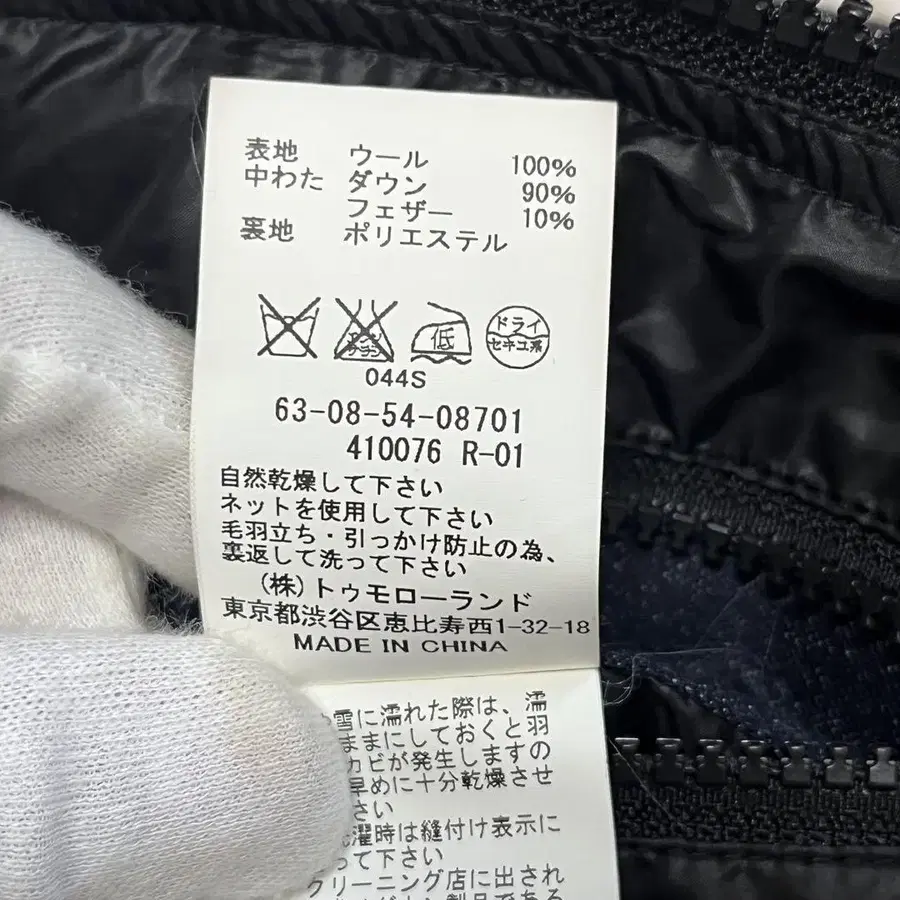 表地 ウール 100%
中わた ダウン 90%
フェザー 10%
裏地 ポリエステル
エンソ サラシ
低
ドライ
セキユ系
044S
63-08-54-08701
410076 R-01
自然乾燥して下さい
ネットを使用して下さい
毛羽立ち・引っかけ防止の為、
裏返して洗って下さい
(株)トゥモローランド
東京都渋谷区恵比寿西1-32-18
MADE IN CHINA
雪に濡れた際は、濡
ままにしておくと羽
カビが発生しますの
早めに十分乾燥させ
さい
濯時は縫付け表示に
って下さい
クリーニング店に出され